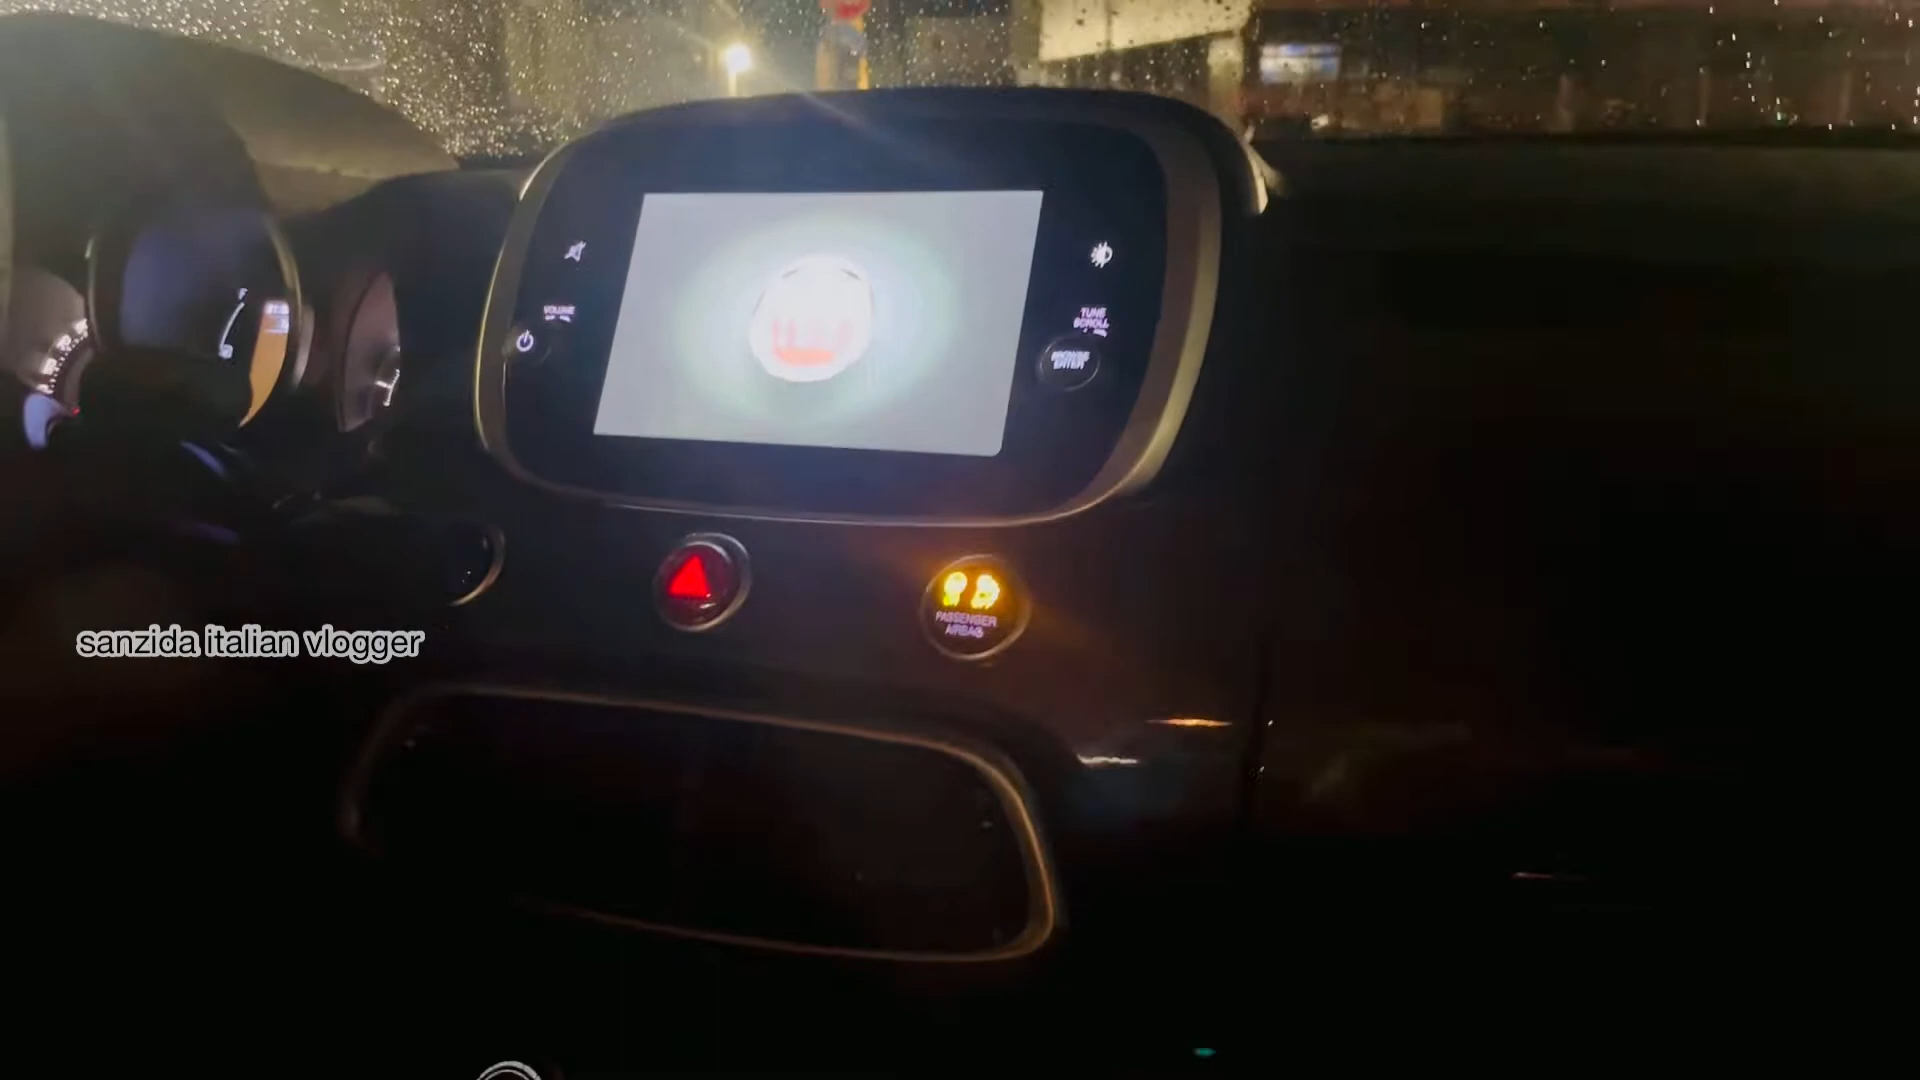 VOLUME
TUNE
SCROLL
BROWSE
ENTER
PASSENGER
AIRBAG
sanzida italian vlogger